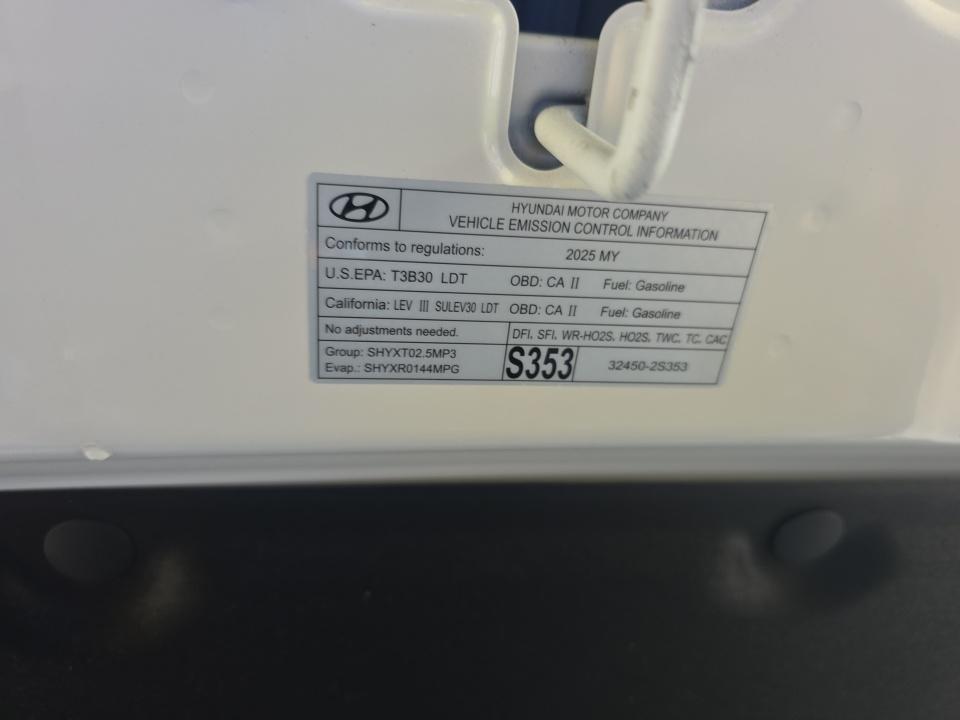 HYUNDAI MOTOR COMPANY
VEHICLE EMISSION CONTROL INFORMATION
Conforms to regulations: 2025 MY
U.S.EPA: T3B30 LDT OBD: CA II Fuel: Gasoline
California: LEV III SULEV30 LDT OBD: CA II Fuel: Gasoline
No adjustments needed. DFI, SFI, WR-HO2S, HO2S, TWC, TC, CAC
Group: SHYXT02.5MP3
Evap.: SHYXR0144MPG
S353
32450-2S353